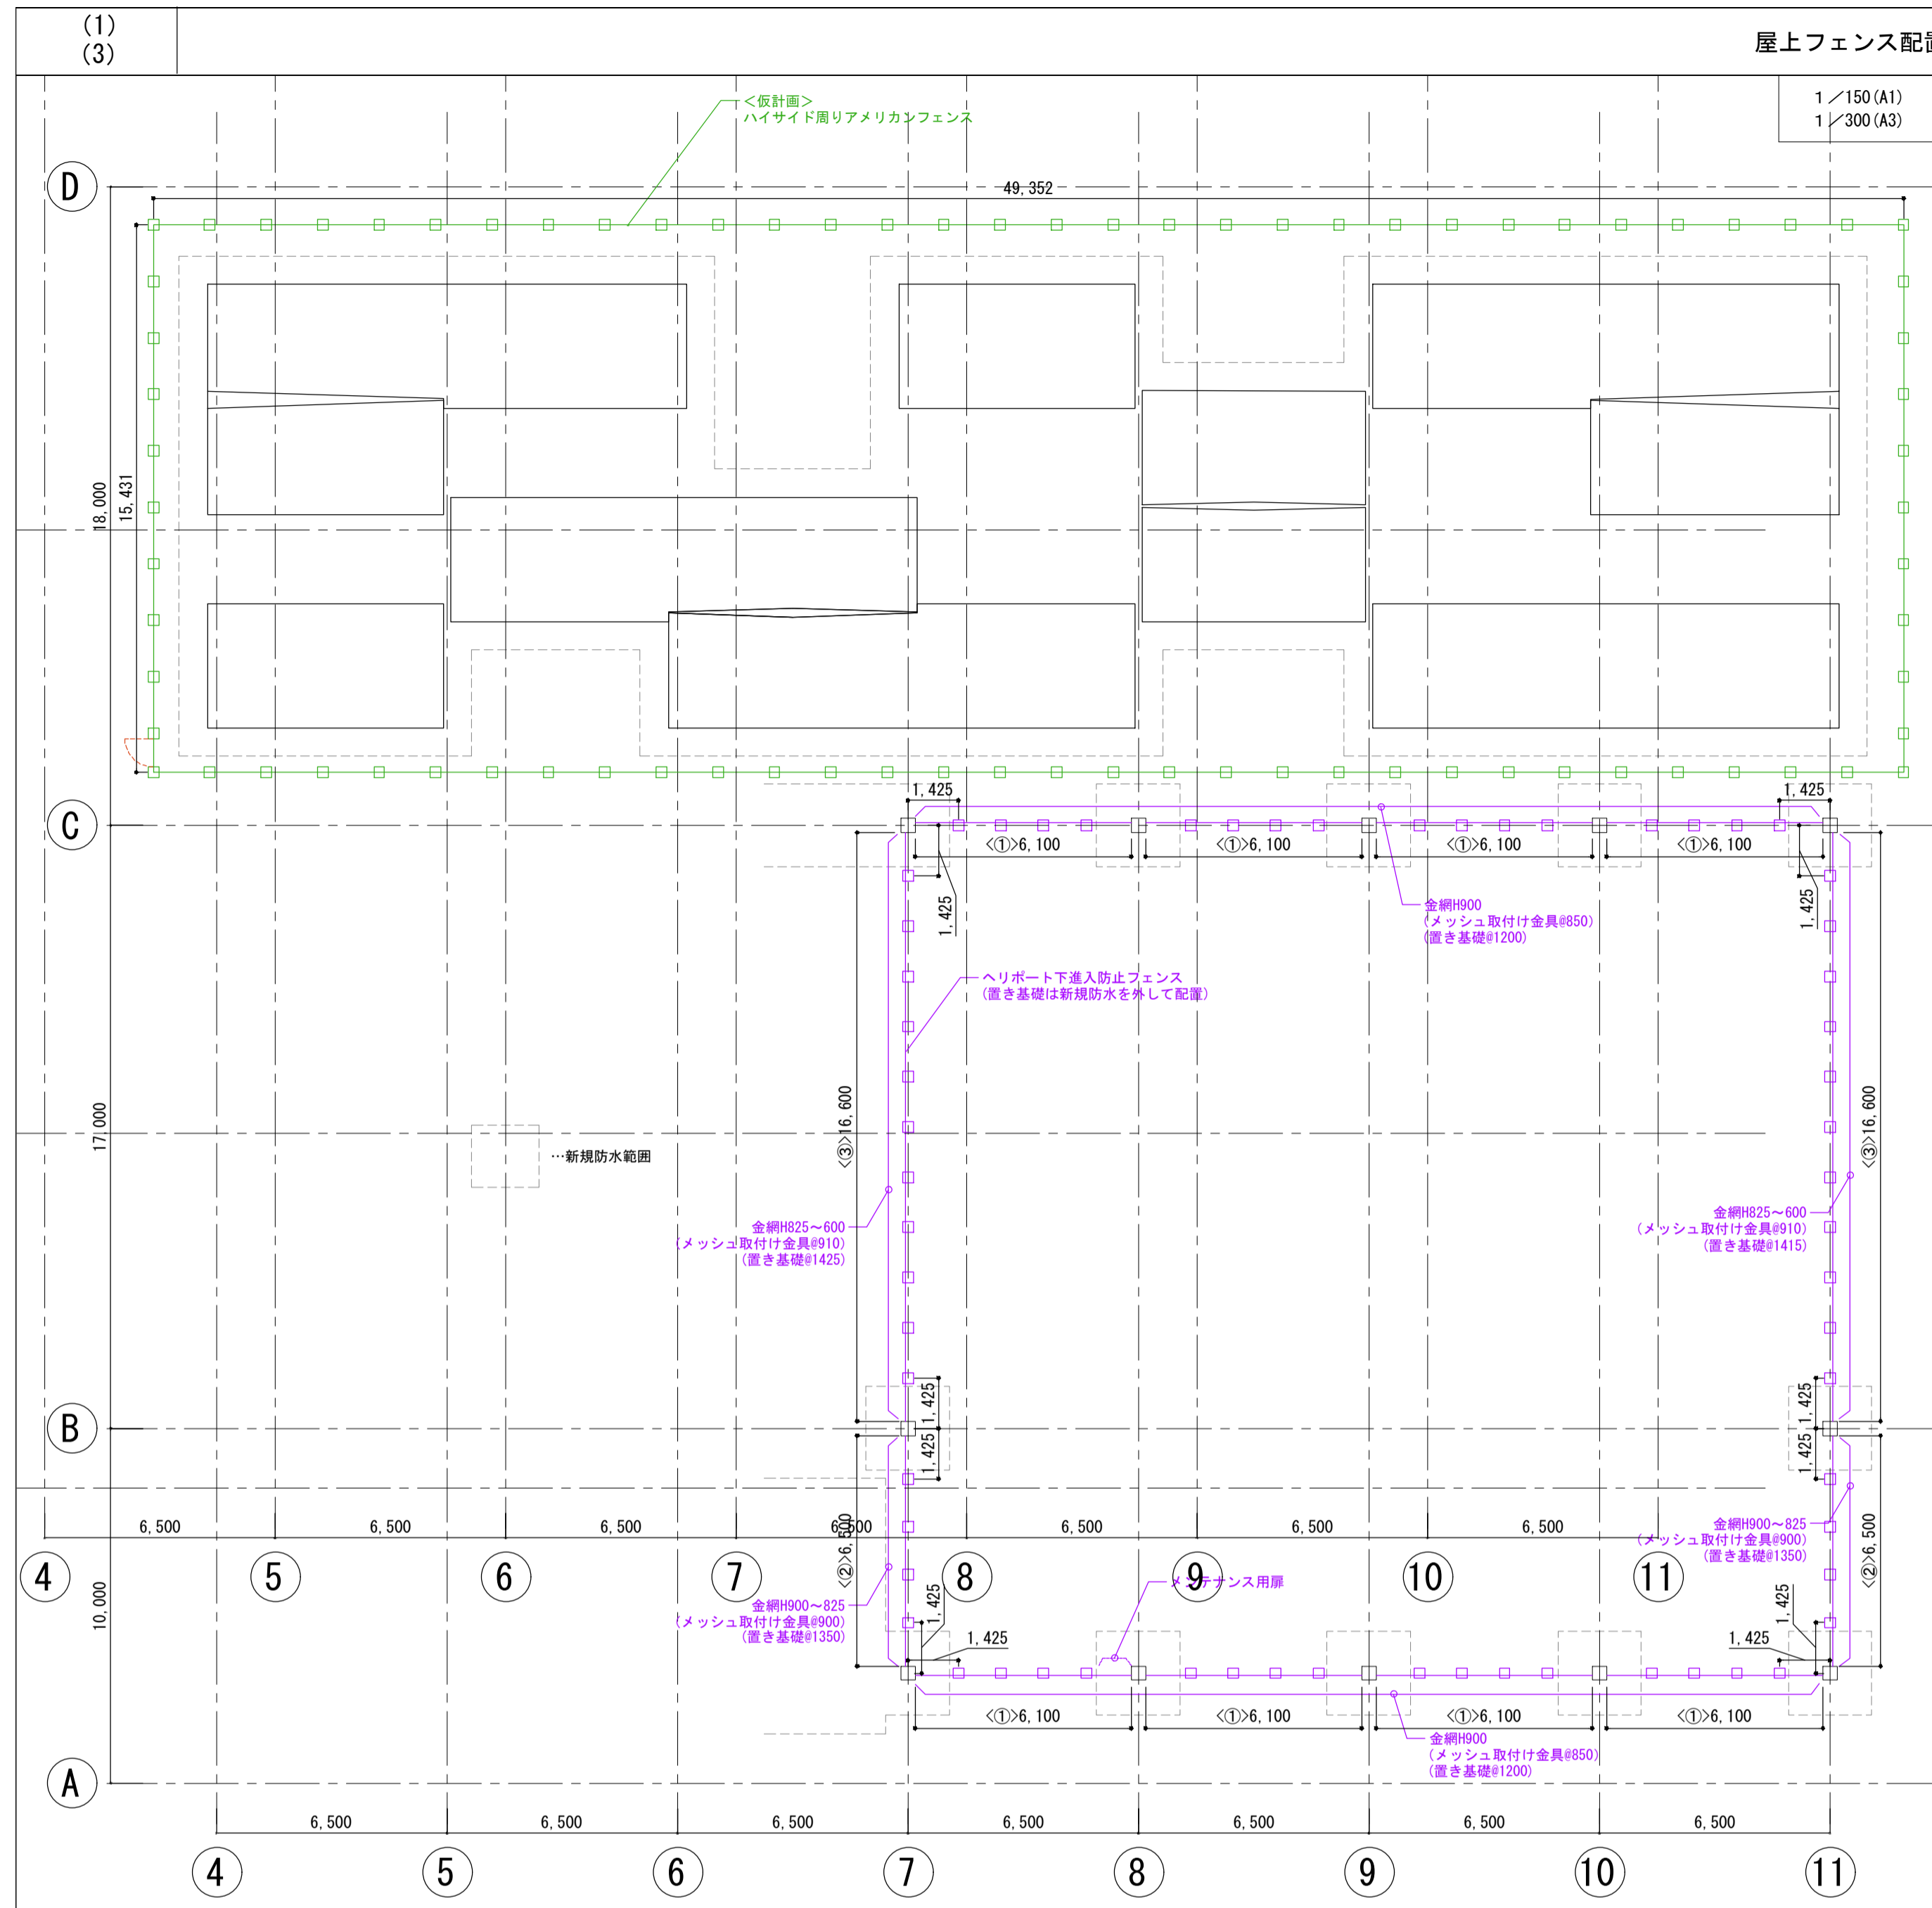 (1)
(3)
屋上フェンス配置
1/150(A1)
1/300(A3)
<仮計画>
ハイサイド周りアメリカンフェンス
D
49,352
18,000
15,431
C
1,425
1,425
<①>6,100
<①>6,100
<①>6,100
<①>6,100
1,425
1,425
金網H900
(メッシュ取付け金具@850)
(置き基礎@1200)
ヘリポート下進入防止フェンス
(置き基礎は新規防水を外して配置)
17,000
<③>16,600
<③>16,600
…新規防水範囲
金網H825~600
(メッシュ取付け金具@910)
(置き基礎@1425)
金網H825~600
(メッシュ取付け金具@910)
(置き基礎@1415)
B
1,425
1,425
1,425
1,425
6,500
6,500
6,500
6,500
6,500
6,500
6,500
<②>6,500
<②>6,500
金網H900~825
(メッシュ取付け金具@900)
(置き基礎@1350)
4
5
6
7
8
9
10
11
メンテナンス用扉
10,000
金網H900~825
(メッシュ取付け金具@900)
(置き基礎@1350)
1,425
1,425
1,425
1,425
<①>6,100
<①>6,100
<①>6,100
<①>6,100
金網H900
(メッシュ取付け金具@850)
(置き基礎@1200)
A
6,500
6,500
6,500
6,500
6,500
6,500
6,500
4
5
6
7
8
9
10
11